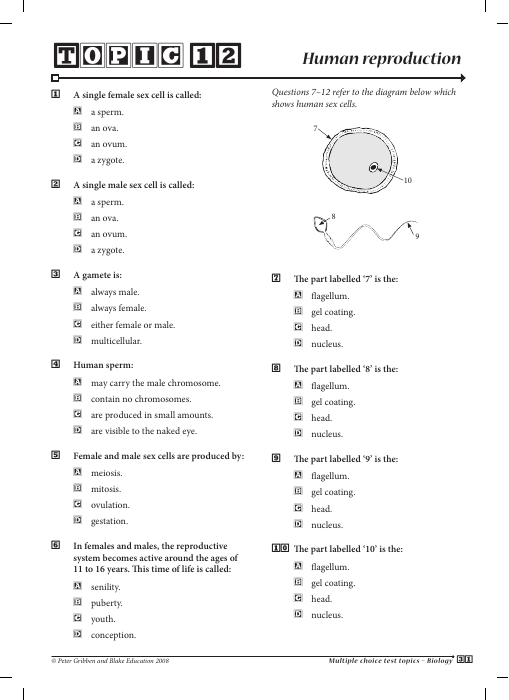 TOPIC 12
Human reproduction
1 A single female sex cell is called:
A a sperm.
B an ova.
C an ovum.
D a zygote.
2 A single male sex cell is called:
A a sperm.
B an ova.
C an ovum.
D a zygote.
3 A gamete is:
A always male.
B always female.
C either female or male.
D multicellular.
4 Human sperm:
A may carry the male chromosome.
B contain no chromosomes.
C are produced in small amounts.
D are visible to the naked eye.
5 Female and male sex cells are produced by:
A meiosis.
B mitosis.
C ovulation.
D gestation.
6 In females and males, the reproductive
system becomes active around the ages of
11 to 16 years. This time of life is called:
A senility.
B puberty.
C youth.
D conception.
Questions 7–12 refer to the diagram below which
shows human sex cells.
7
10
8
9
7 The part labelled ‘7’ is the:
A flagellum.
B gel coating.
C head.
D nucleus.
8 The part labelled ‘8’ is the:
A flagellum.
B gel coating.
C head.
D nucleus.
9 The part labelled ‘9’ is the:
A flagellum.
B gel coating.
C head.
D nucleus.
10 The part labelled ‘10’ is the:
A flagellum.
B gel coating.
C head.
D nucleus.
© Peter Gribben and Blake Education 2008
Multiple choice test topics – Biology 31